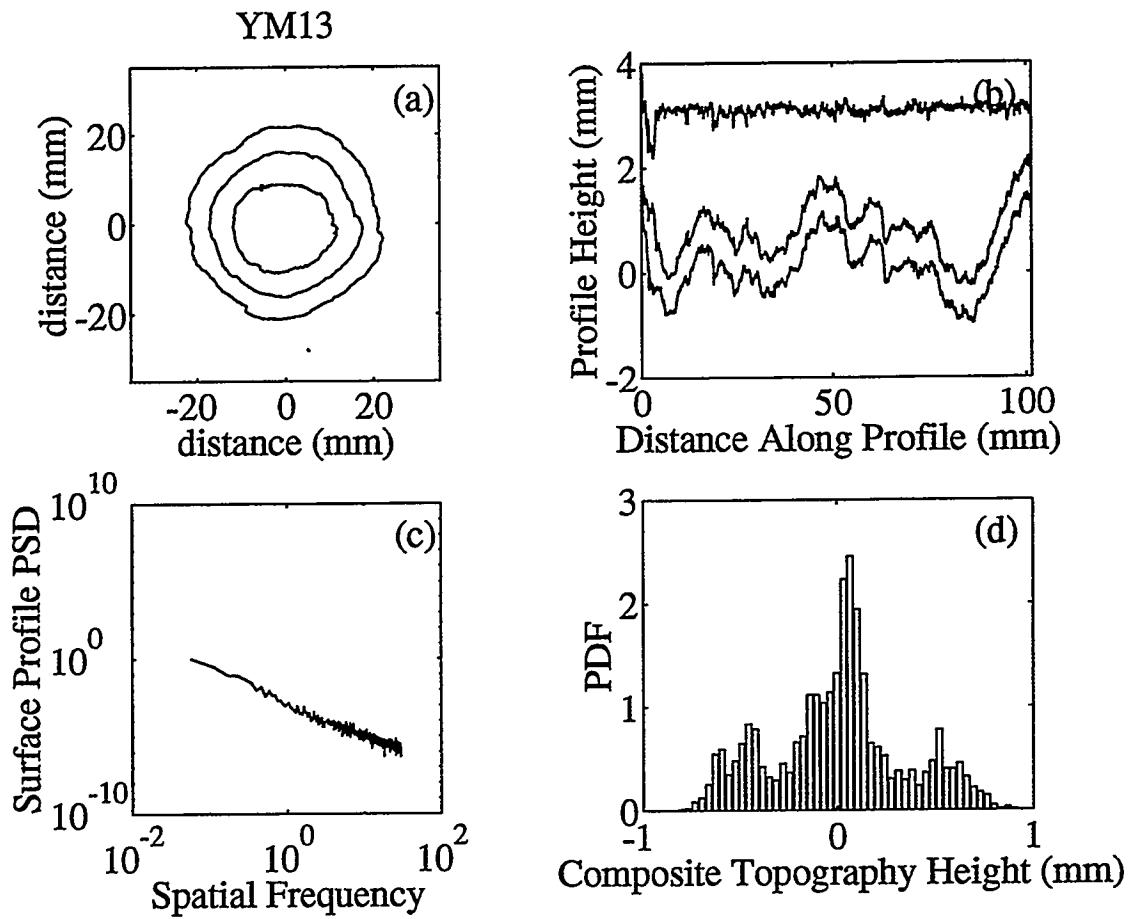 YM13
(a)
20
0
-20
distance (mm)
-20 0 20
distance (mm)
(b)
4
2
0
-2
Profile Height (mm)
0 50 100
Distance Along Profile (mm)
(c)
10^10
10^0
10^-10
Surface Profile PSD
10^-2 10^0 10^2
Spatial Frequency
(d)
3
2
1
0
PDF
-1 0 1
Composite Topography Height (mm)